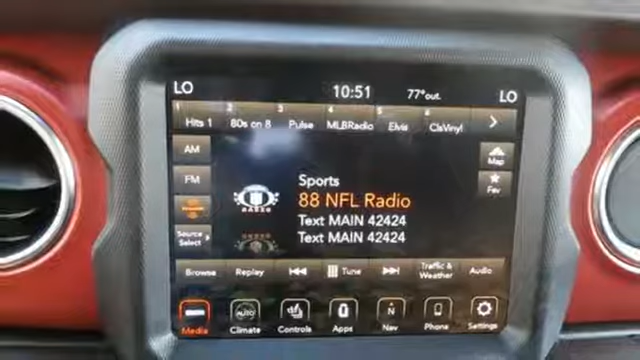 LO 10:51 77° out. LO
1 2 3 4 5 6
Hits 1 80s on 8 Pulse MLBRadio Elvis ClsVinyl
AM
FM
Source
Select
Map
Fav
Sports
88 NFL Radio
Text MAIN 42424
Text MAIN 42424
RADIO
Browse Replay Tune Traffic & Weather Audio
AUTO N
Media Climate Controls Apps Nav Phone Settings